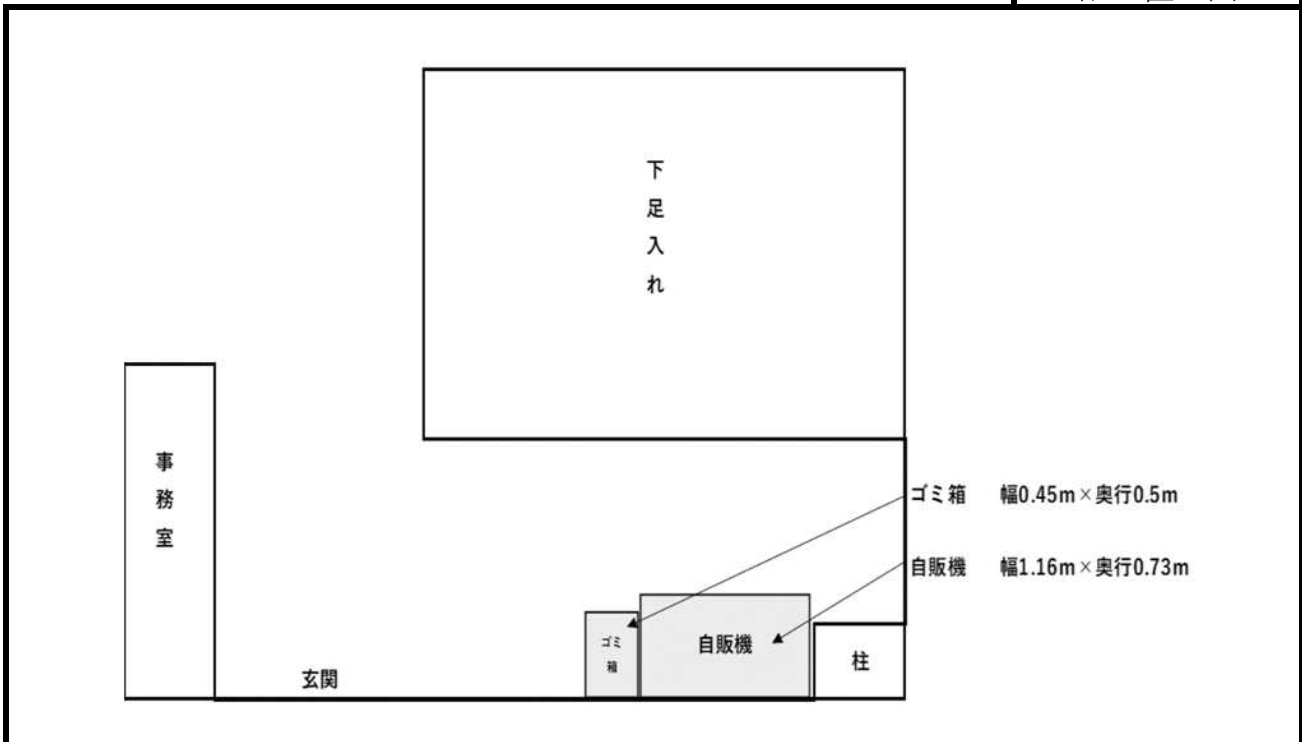 下足入れ
事務室
ゴミ箱 幅0.45m×奥行0.5m
自販機 幅1.16m×奥行0.73m
ゴミ
箱
自販機
柱
玄関